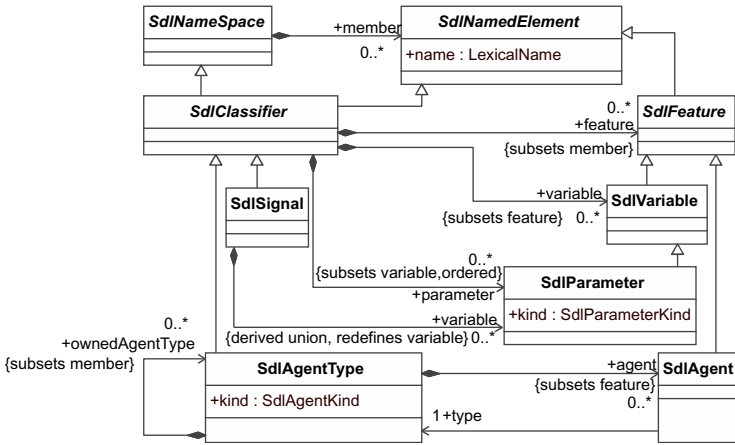 SdlNameSpace
+member
0..*
SdlNamedElement
+name : LexicalName
SdlClassifier
0..*
+feature
{subsets member}
SdlFeature
SdlSignal
+variable
{subsets feature} 0..*
SdlVariable
0..*
{subsets variable,ordered}
+parameter
SdlParameter
+kind : SdlParameterKind
+variable
{derived union, redefines variable} 0..*
0..*
+ownedAgentType
{subsets member}
SdlAgentType
+kind : SdlAgentKind
+agent
{subsets feature}
0..*
SdlAgent
1 +type